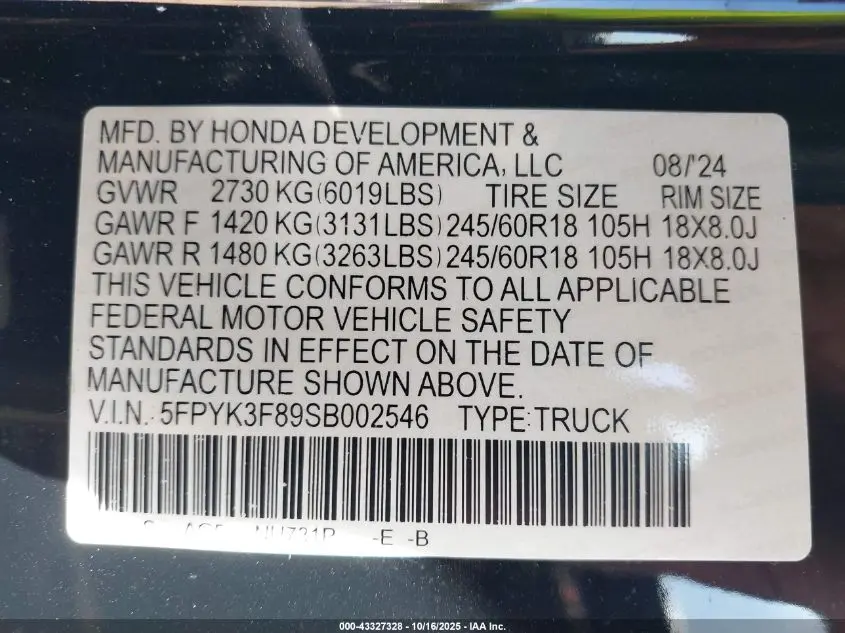 MFD. BY HONDA DEVELOPMENT &
MANUFACTURING OF AMERICA, LLC 08/'24
GVWR 2730 KG(6019LBS) TIRE SIZE RIM SIZE
GAWR F 1420 KG(3131LBS) 245/60R18 105H 18X8.0J
GAWR R 1480 KG(3263LBS) 245/60R18 105H 18X8.0J
THIS VEHICLE CONFORMS TO ALL APPLICABLE
FEDERAL MOTOR VEHICLE SAFETY
STANDARDS IN EFFECT ON THE DATE OF
MANUFACTURE SHOWN ABOVE.
V.I.N.: 5FPYK3F89SB002546 TYPE:TRUCK
-E -B
000-43327328 - 10/16/2025 - IAA Inc.